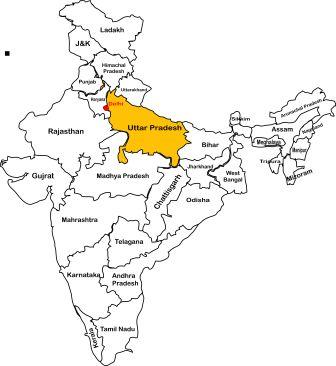 Ladakh
J&K
Himachal
Pradesh
Punjab
Uttarakhand
Haryana
Delhi
Arunachal Pradesh
Rajasthan
Uttar Pradesh
Sikkim
Assam
Nagaland
Bihar
Meghalaya
Manipur
Gujrat
Madhya Pradesh
Jharkhand
West
Bangal
Tripura
Mizoram
Chattisgarh
Odisha
Mahrashtra
Telagana
Karnataka
Andhra
Pradesh
Kerala
Tamil Nadu